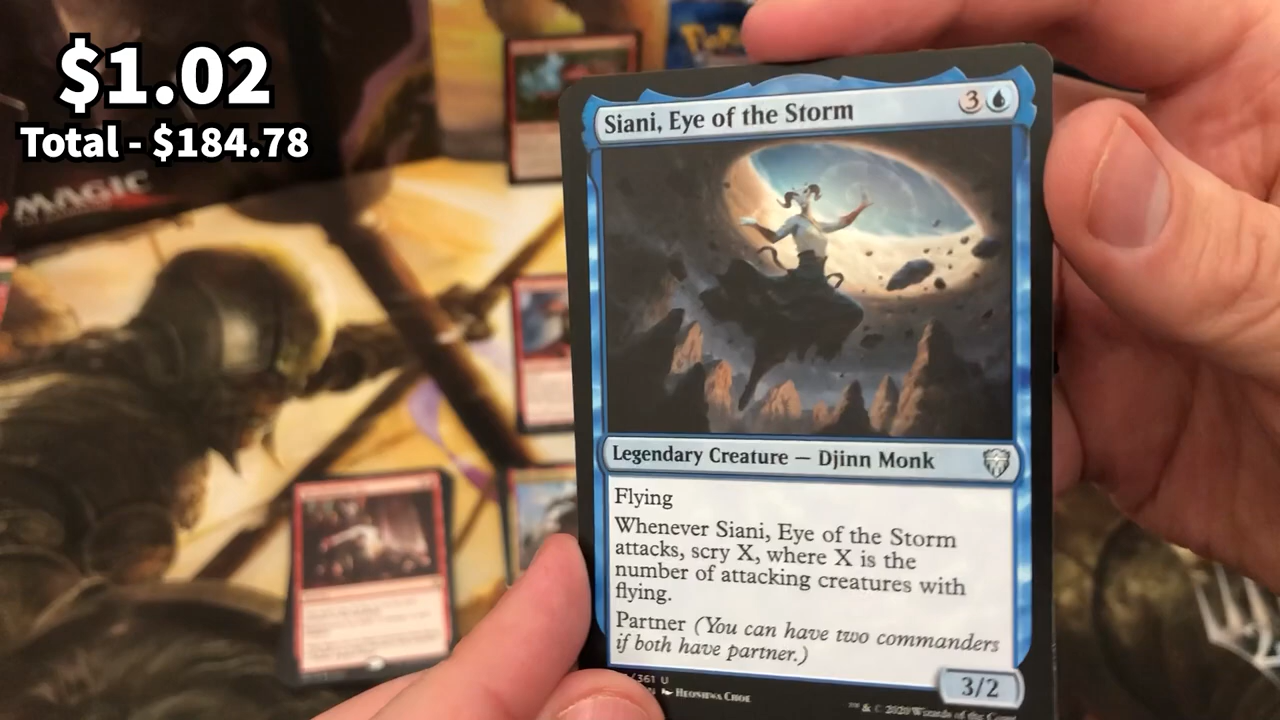 $1.02
Total - $184.78
MAGIC
Siani, Eye of the Storm
3
Legendary Creature — Djinn Monk
Flying
Whenever Siani, Eye of the Storm
attacks, scry X, where X is the
number of attacking creatures with
flying.
Partner (You can have two commanders
if both have partner.)
3/2
/361 U
Heonhwa Choe
™ & © 2020 Wizards of the Coast